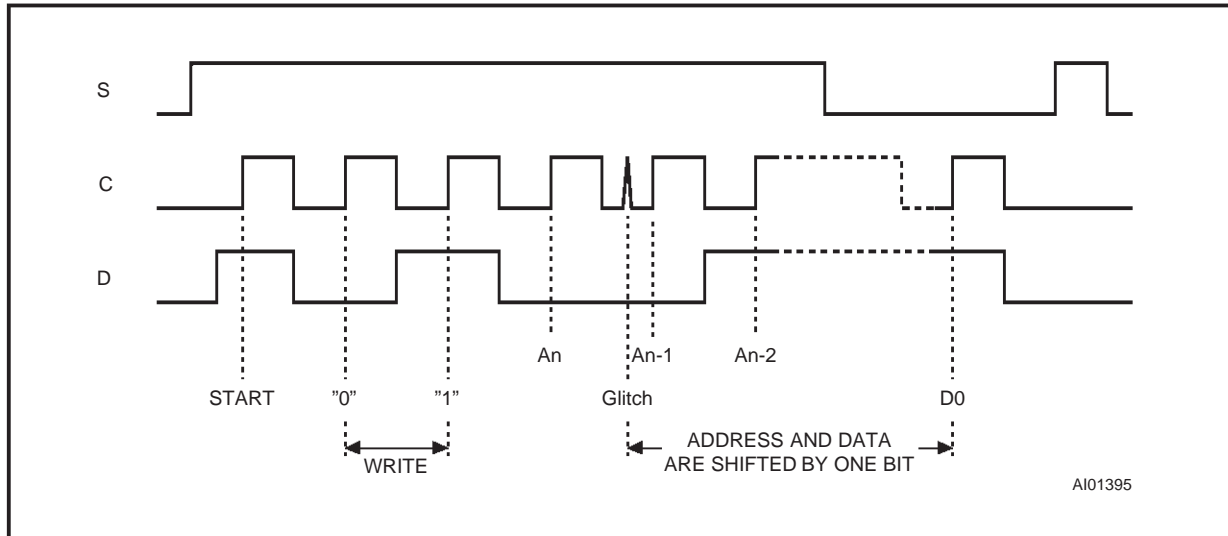 S
C
D
An An-1 An-2
START ”0” ”1” Glitch D0
WRITE
ADDRESS AND DATA
ARE SHIFTED BY ONE BIT
AI01395